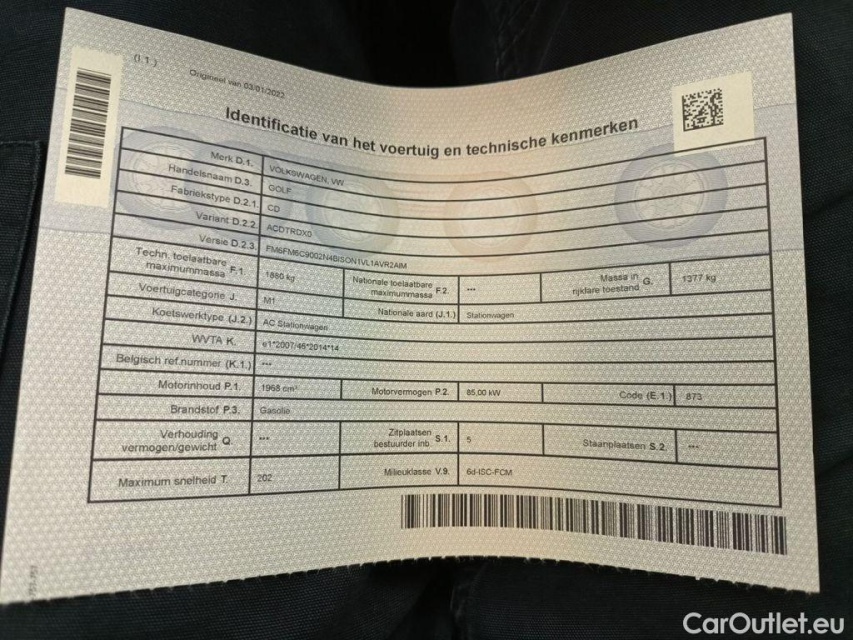 (I.1)
Origineel van 03/01/2022
Identificatie van het voertuig en technische kenmerken
Merk D.1. VOLKSWAGEN, VW
Handelsnaam D.3. GOLF
Fabriekstype D.2.1. CD
Variant D.2.2. ACDTRDX0
Versie D.2.3. FM6FM6C9002N4BISON1VL1AVR2AIM
Techn. toelaatbare maximummassa F.1. 1880 kg Nationale toelaatbare maximummassa F.2. --- Massa in rijklare toestand G. 1377 kg
Voertuigcategorie J. M1 Nationale aard (J.1.) Stationwagen
Koetswerktype (J.2.) AC Stationwagen
WVTA K. e1*2007/46*2014*14
Belgisch ref.nummer (K.1.) ---
Motorinhoud P.1. 1968 cm³ Motorvermogen P.2. 85,00 kW Code (E.1.) 873
Brandstof P.3. Gasolie
Verhouding vermogen/gewicht Q. --- Zitplaatsen bestuurder inb. S.1. 5 Staanplaatsen S.2. ---
Maximum snelheid T. 202 Milieuklasse V.9. 6d-ISC-FCM
CarOutlet.eu